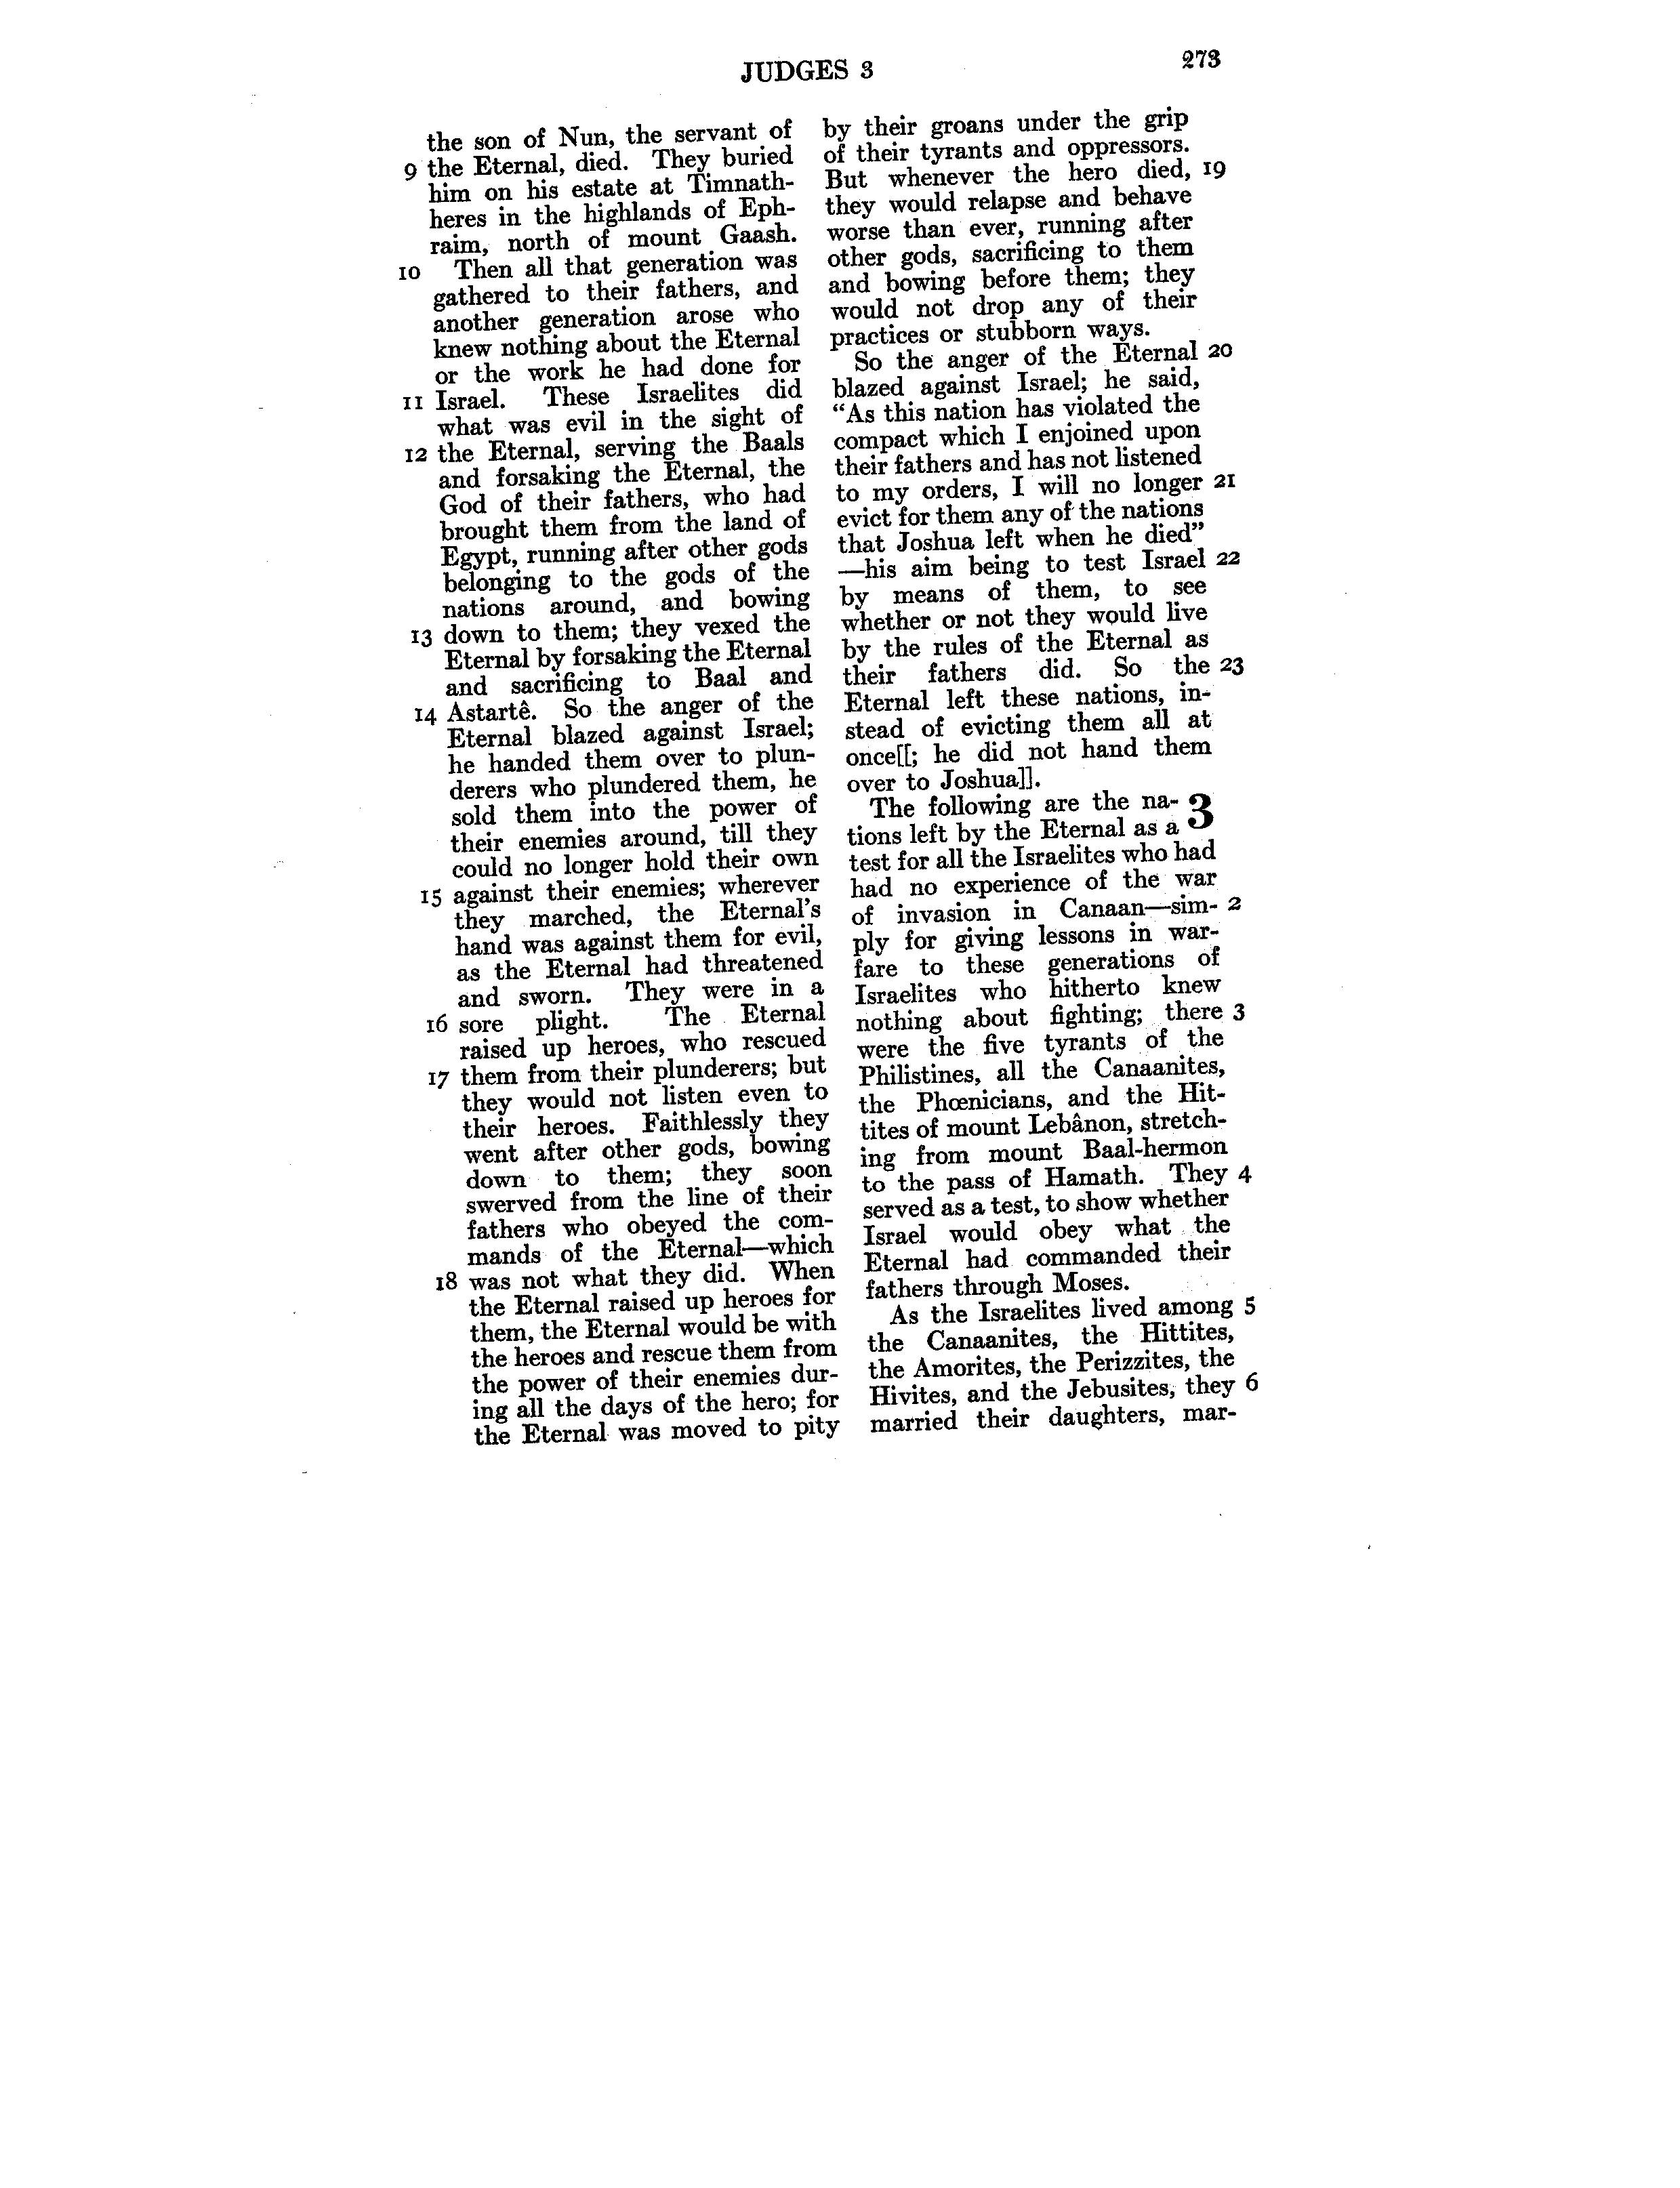 JUDGES 3
273
the son of Nun, the servant of
9 the Eternal, died. They buried
him on his estate at Timnath-
heres in the highlands of Eph-
raim, north of mount Gaash.
10 Then all that generation was
gathered to their fathers, and
another generation arose who
knew nothing about the Eternal
or the work he had done for
11 Israel. These Israelites did
what was evil in the sight of
12 the Eternal, serving the Baals
and forsaking the Eternal, the
God of their fathers, who had
brought them from the land of
Egypt, running after other gods
belonging to the gods of the
nations around, and bowing
13 down to them; they vexed the
Eternal by forsaking the Eternal
and sacrificing to Baal and
14 Astartê. So the anger of the
Eternal blazed against Israel;
he handed them over to plun-
derers who plundered them, he
sold them into the power of
their enemies around, till they
could no longer hold their own
15 against their enemies; wherever
they marched, the Eternal's
hand was against them for evil,
as the Eternal had threatened
and sworn. They were in a
16 sore plight. The Eternal
raised up heroes, who rescued
17 them from their plunderers; but
they would not listen even to
their heroes. Faithlessly they
went after other gods, bowing
down to them; they soon
swerved from the line of their
fathers who obeyed the com-
mands of the Eternal—which
18 was not what they did. When
the Eternal raised up heroes for
them, the Eternal would be with
the heroes and rescue them from
the power of their enemies dur-
ing all the days of the hero; for
the Eternal was moved to pity
by their groans under the grip
of their tyrants and oppressors.
But whenever the hero died, 19
they would relapse and behave
worse than ever, running after
other gods, sacrificing to them
and bowing before them; they
would not drop any of their
practices or stubborn ways.
So the anger of the Eternal 20
blazed against Israel; he said,
“As this nation has violated the
compact which I enjoined upon
their fathers and has not listened
to my orders, I will no longer 21
evict for them any of the nations
that Joshua left when he died”
—his aim being to test Israel 22
by means of them, to see
whether or not they would live
by the rules of the Eternal as
their fathers did. So the 23
Eternal left these nations, in-
stead of evicting them all at
once[[; he did not hand them
over to Joshua]].
The following are the na- 3
tions left by the Eternal as a
test for all the Israelites who had
had no experience of the war
of invasion in Canaan—sim- 2
ply for giving lessons in war-
fare to these generations of
Israelites who hitherto knew
nothing about fighting; there 3
were the five tyrants of the
Philistines, all the Canaanites,
the Phœnicians, and the Hit-
tites of mount Lebânon, stretch-
ing from mount Baal-hermon
to the pass of Hamath. They 4
served as a test, to show whether
Israel would obey what the
Eternal had commanded their
fathers through Moses.
As the Israelites lived among 5
the Canaanites, the Hittites,
the Amorites, the Perizzites, the
Hivites, and the Jebusites, they 6
married their daughters, mar-